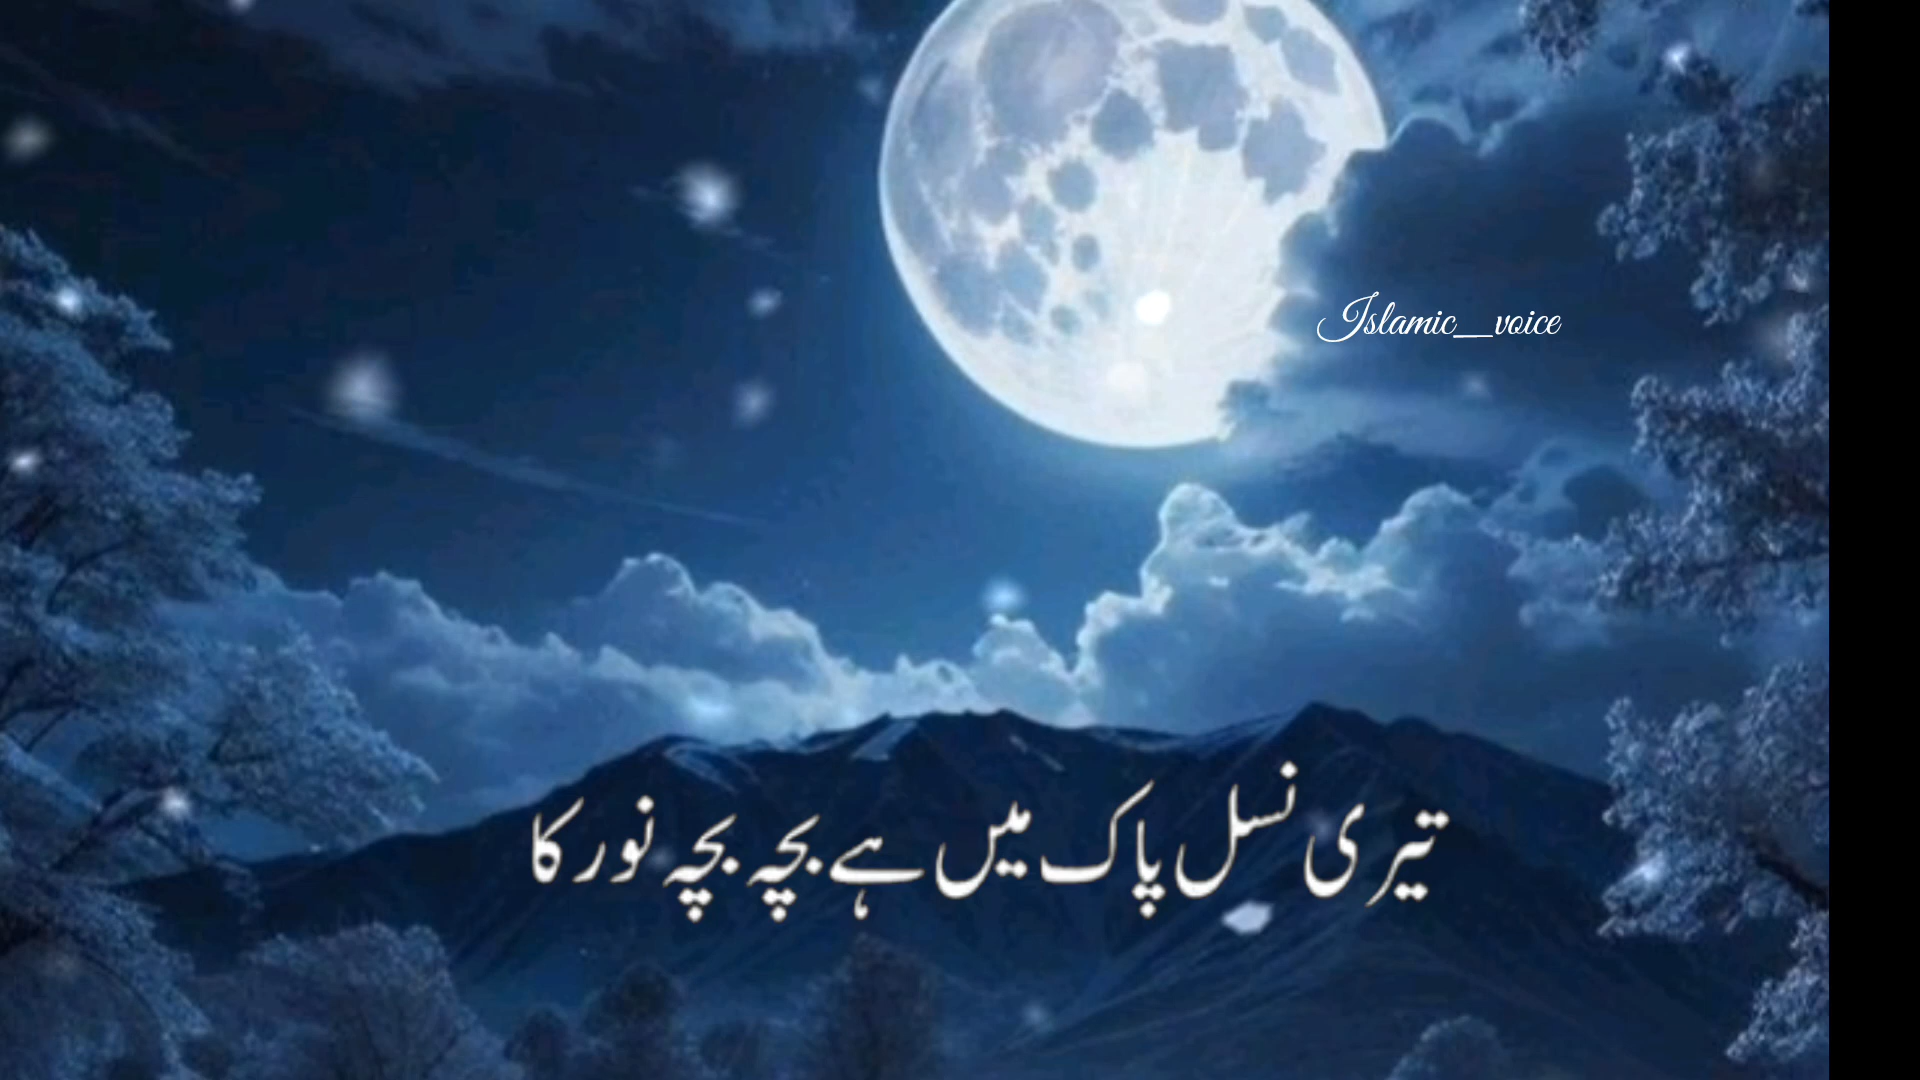 Islamic__voice
تیری نسل پاک میں ہے بچہ بچہ نور کا